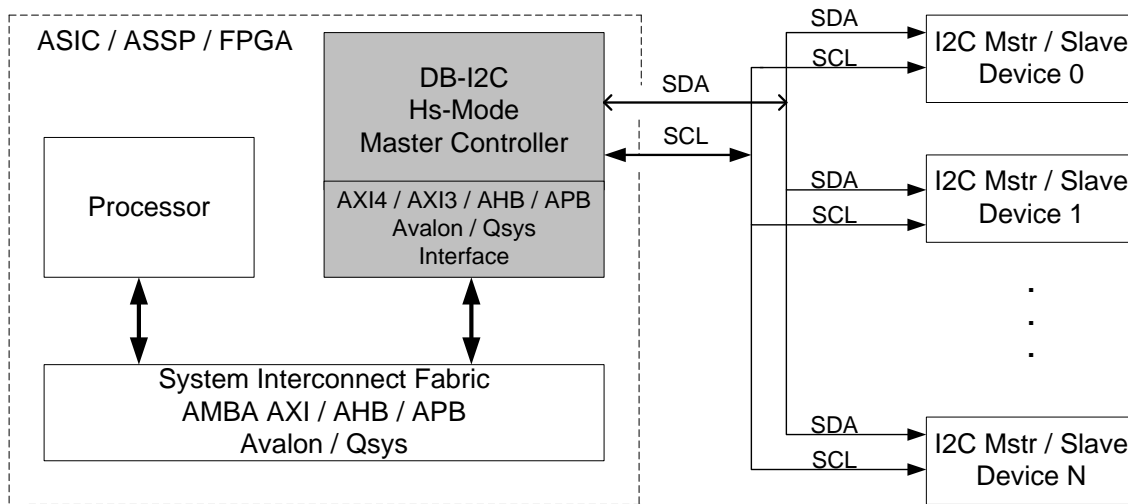 ASIC / ASSP / FPGA
DB-I2C
Hs-Mode
Master Controller
AXI4 / AXI3 / AHB / APB
Avalon / Qsys
Interface
Processor
System Interconnect Fabric
AMBA AXI / AHB / APB
Avalon / Qsys
SDA
SCL
SDA
SCL
I2C Mstr / Slave
Device 0
SDA
SCL
I2C Mstr / Slave
Device 1
.
.
.
SDA
SCL
I2C Mstr / Slave
Device N